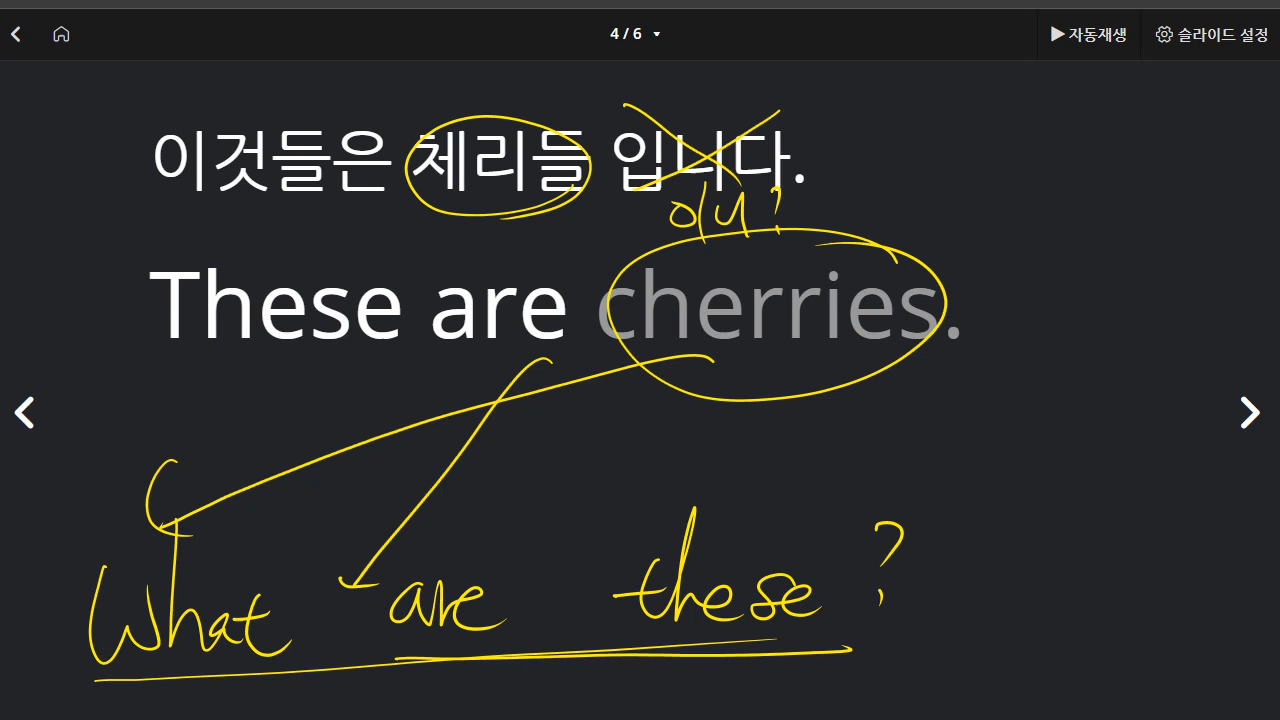 4 / 6
자동재생
슬라이드 설정
이것들은 체리들 입니다.
이니?
These are cherries.
What are these?